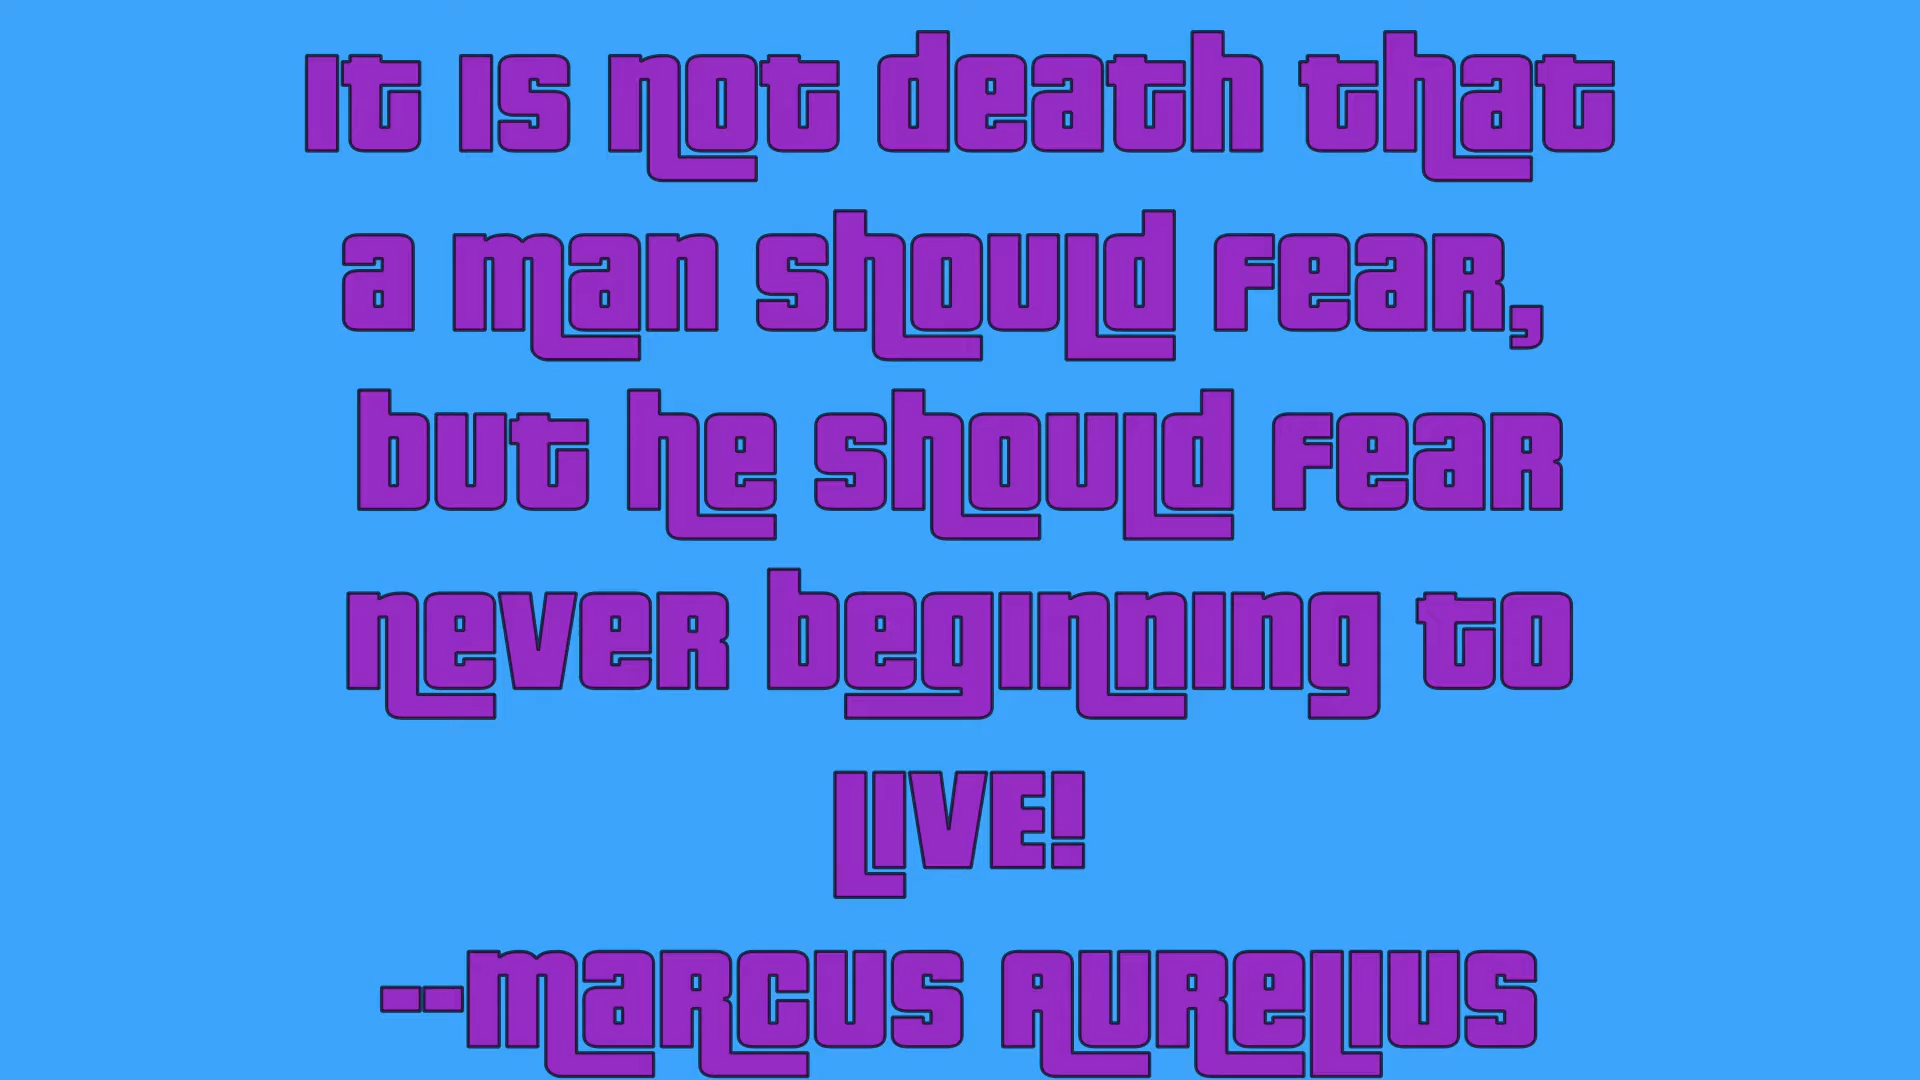 It is not death that
a man should fear,
but he should fear
never beginning to
LIVE!
--Marcus Aurelius